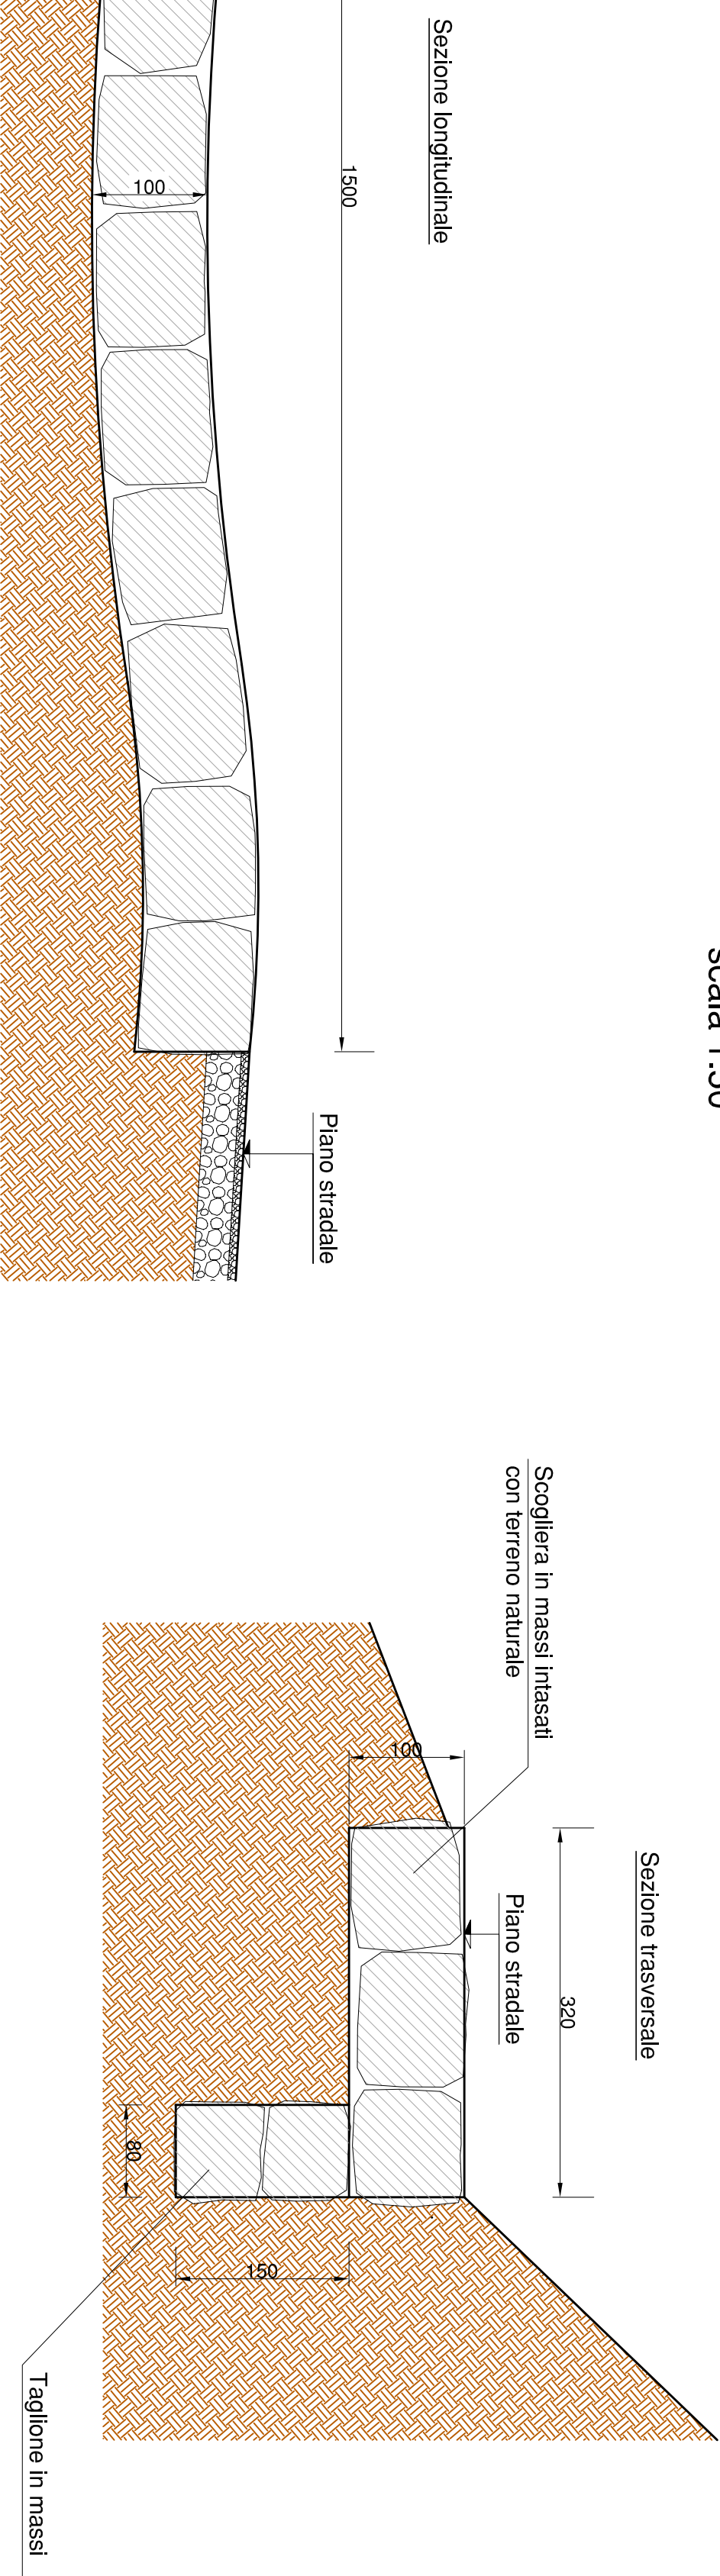 scala 1:50
Sezione longitudinale
1500
100
Piano stradale
Sezione trasversale
320
Scogliera in massi intasati
con terreno naturale
Piano stradale
100
80
150
Taglione in massi